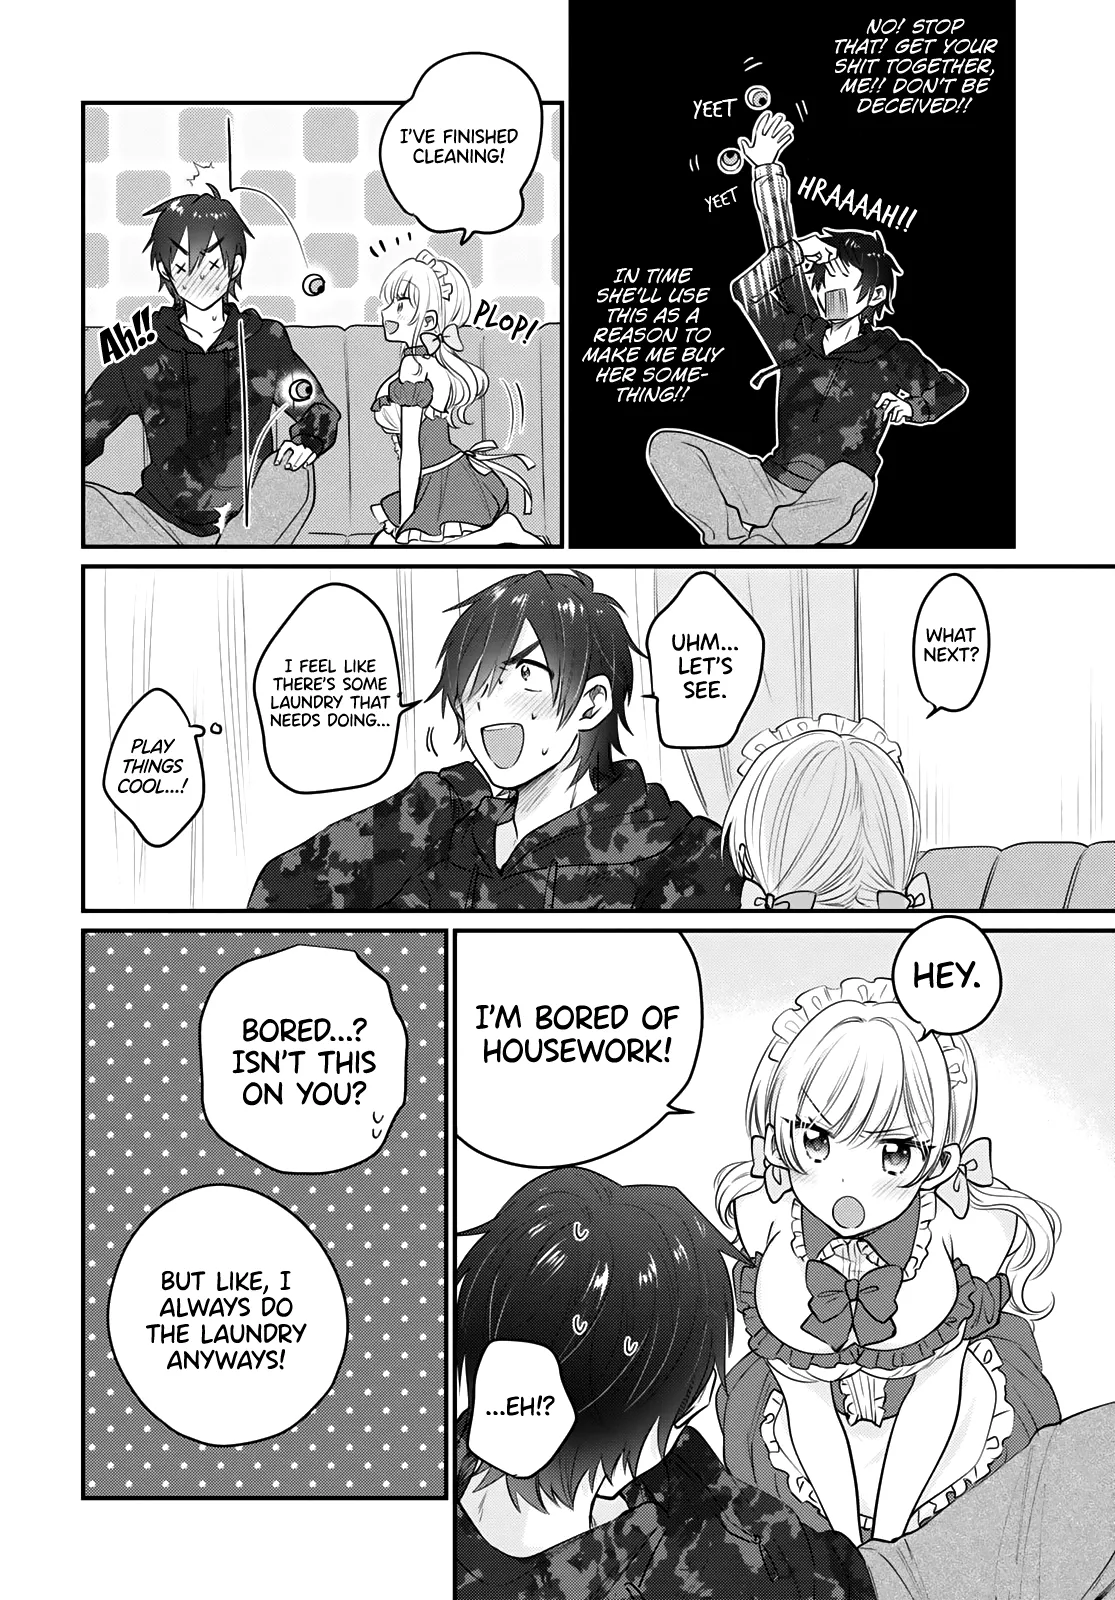 NO! STOP
THAT! GET YOUR
SHIT TOGETHER,
ME!! DON'T BE
DECEIVED!!
YEET
YEET
HRAAAAH!!
IN TIME
SHE'LL USE
THIS AS A
REASON TO
MAKE ME BUY
HER SOME-
THING!!
I'VE FINISHED
CLEANING!
PLOP!
Ah!!
WHAT
NEXT?
UHM...
LET'S
SEE.
I FEEL LIKE
THERE'S SOME
LAUNDRY THAT
NEEDS DOING...
PLAY
THINGS
COOL...!
HEY.
I'M BORED OF
HOUSEWORK!
...EH!?
BORED...?
ISN'T THIS
ON YOU?
BUT LIKE, I
ALWAYS DO
THE LAUNDRY
ANYWAYS!